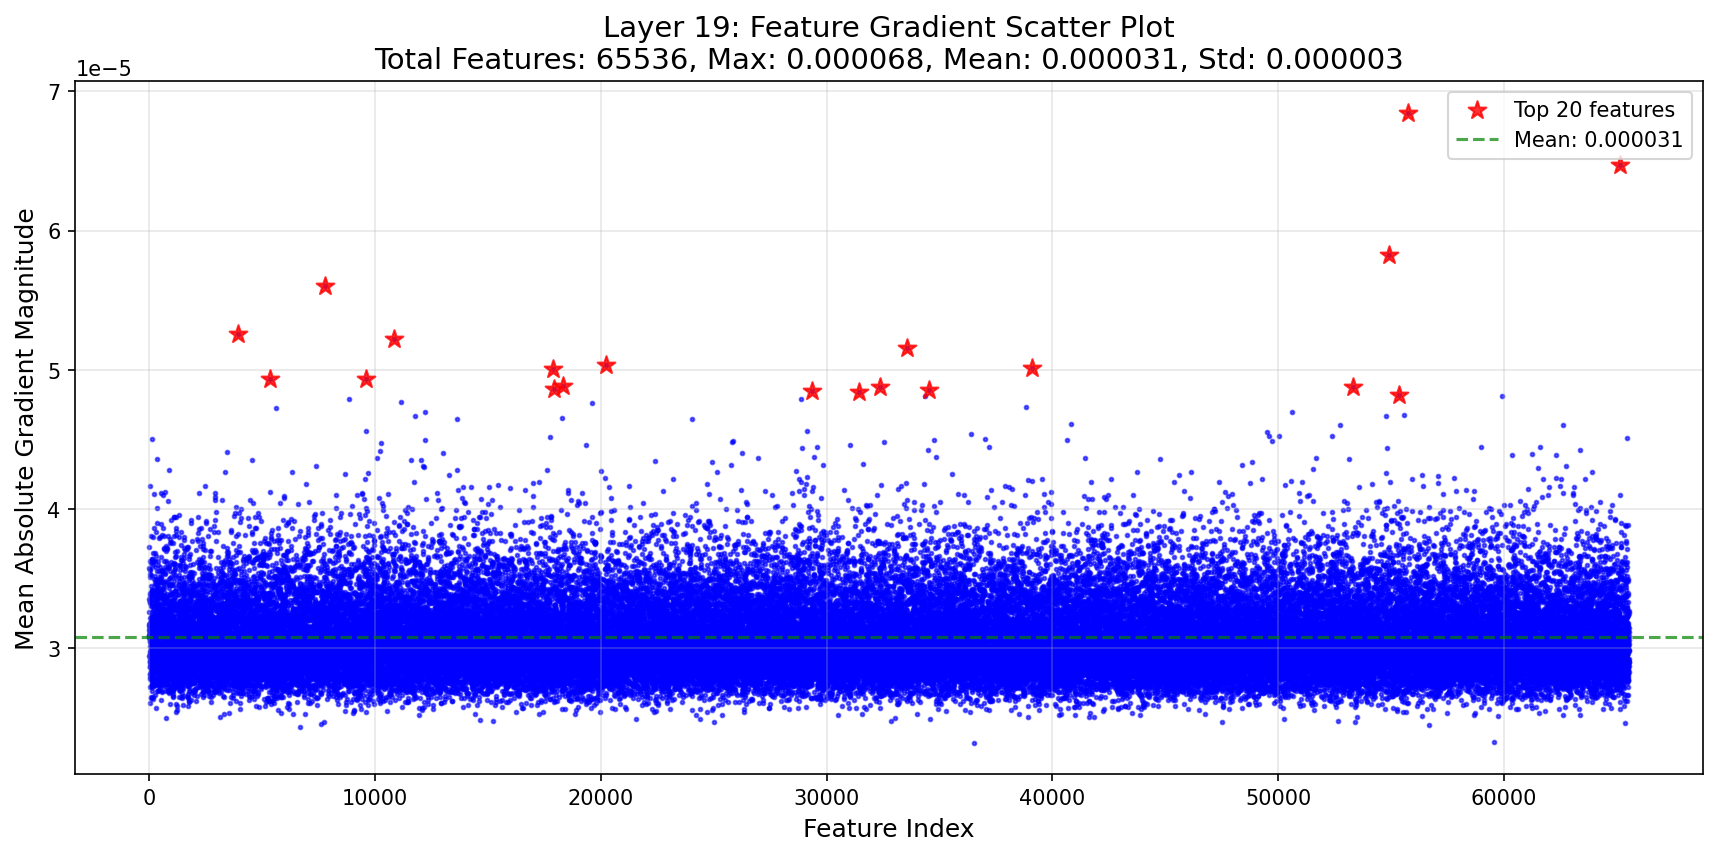 Layer 19: Feature Gradient Scatter Plot
Total Features: 65536, Max: 0.000068, Mean: 0.000031, Std: 0.000003
1e−5
7
6
5
4
3
Mean Absolute Gradient Magnitude
Top 20 features
Mean: 0.000031
0
10000
20000
30000
40000
50000
60000
Feature Index